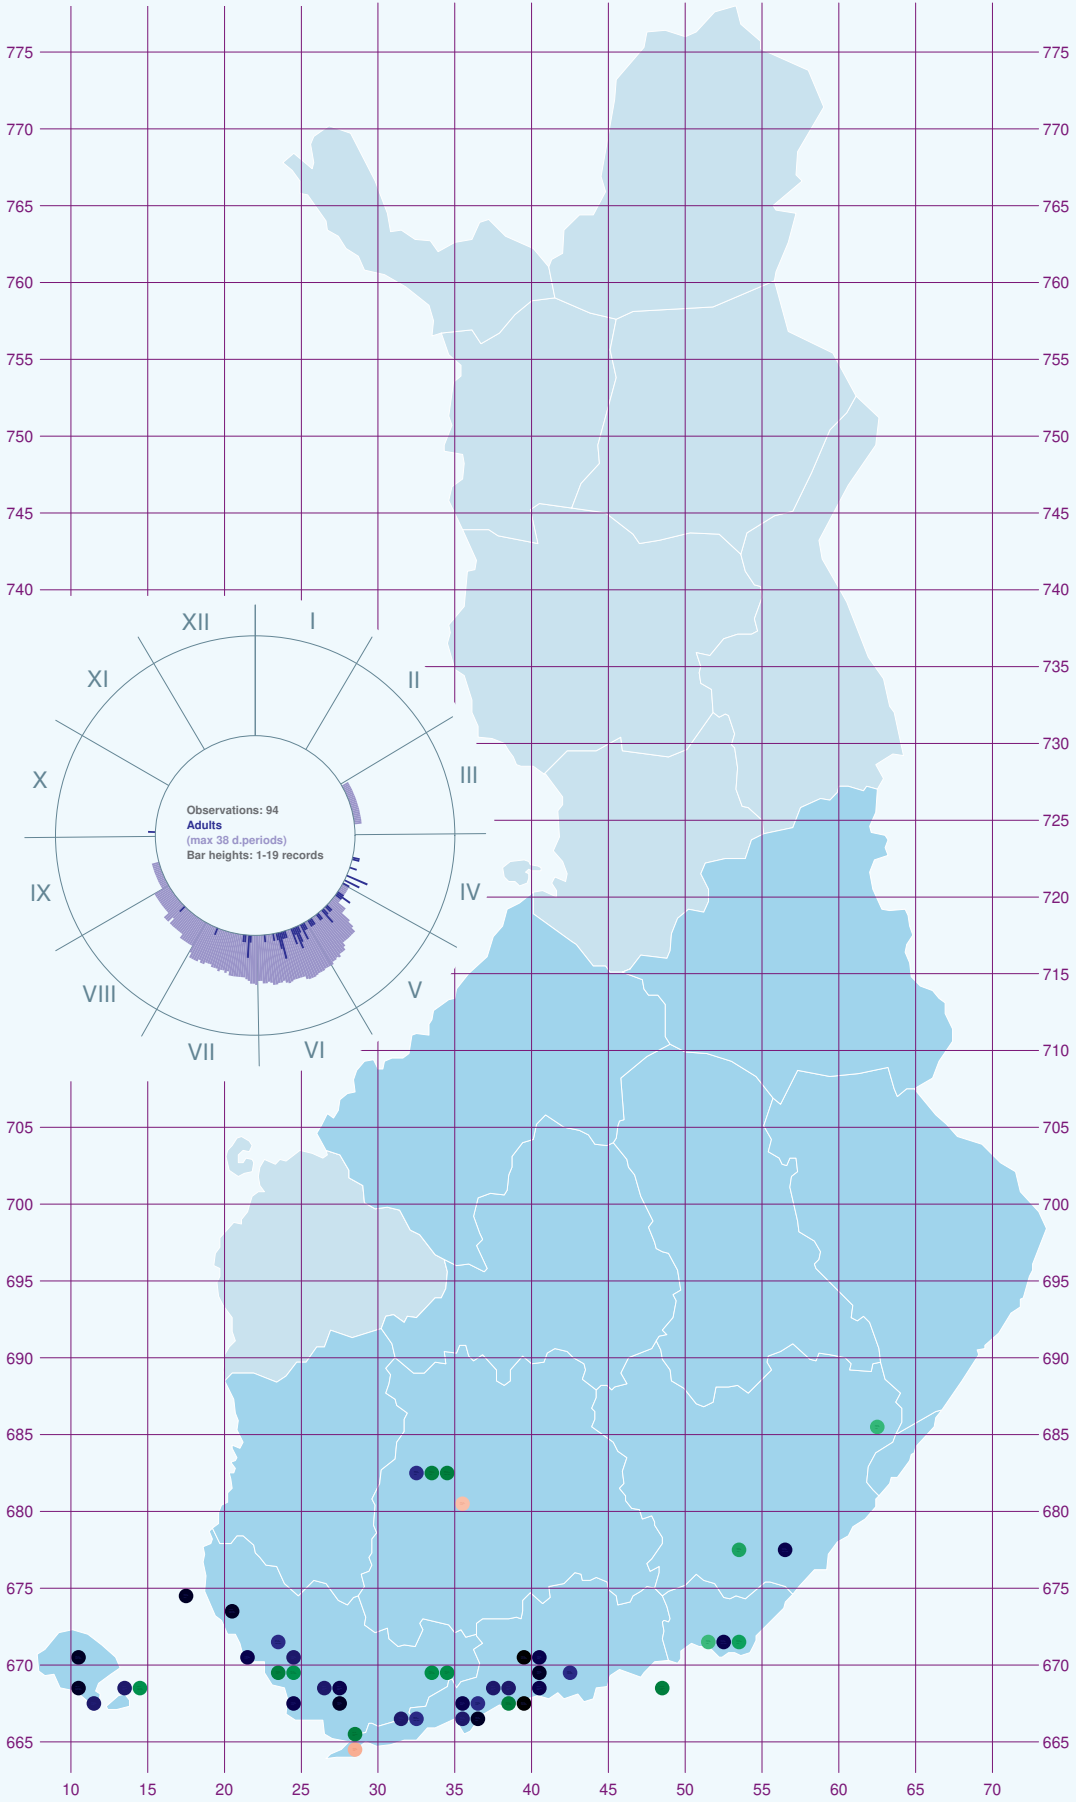 775 775
770 770
765 765
760 760
755 755
750 750
745 745
740 740
XII I
XI II
735
X III
730
Observations: 94
Adults
(max 38 d.periods)
Bar heights: 1-19 records
725
IX IV
720
VIII V
715
VII VI
710
705 705
700 700
695 695
690 690
685 685
680 680
675 675
670 670
665 665
10 15 20 25 30 35 40 45 50 55 60 65 70